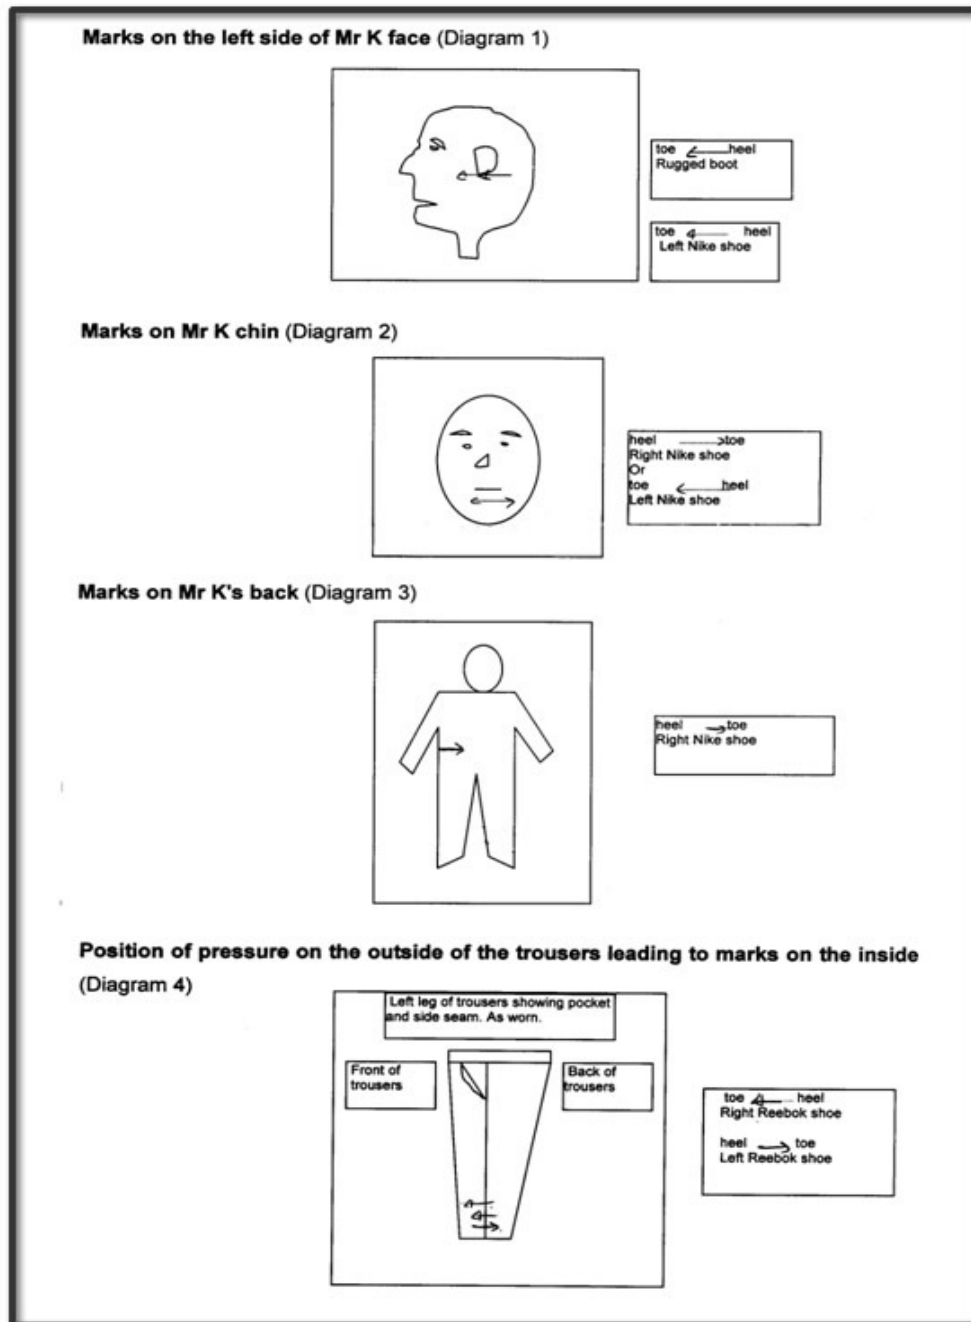 Marks on the left side of Mr K face (Diagram 1)
toe heel
Rugged boot
toe heel
Left Nike shoe
Marks on Mr K chin (Diagram 2)
heel toe
Right Nike shoe
Or
toe heel
Left Nike shoe
Marks on Mr K's back (Diagram 3)
heel toe
Right Nike shoe
Position of pressure on the outside of the trousers leading to marks on the inside
(Diagram 4)
Left leg of trousers showing pocket
and side seam. As worn.
Front of
trousers
Back of
trousers
toe heel
Right Reebok shoe
heel toe
Left Reebok shoe